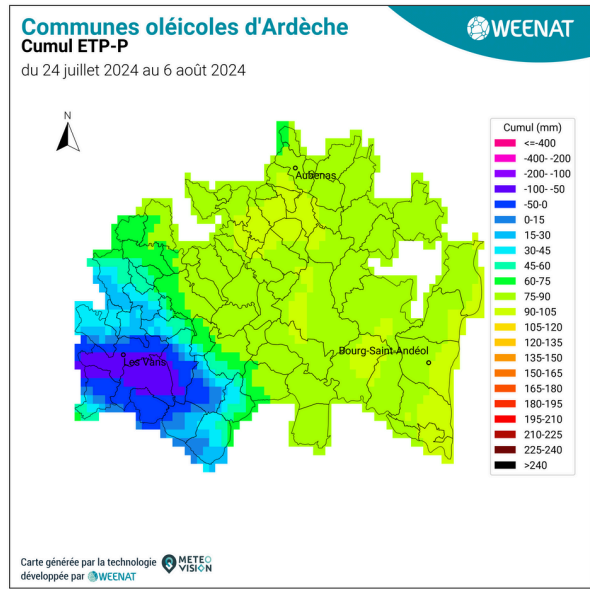 Communes oléicoles d'Ardèche
Cumul ETP-P
du 24 juillet 2024 au 6 août 2024
WEENAT
N
Aubenas
Les Vans
Bourg-Saint-Andéol
Cumul (mm)
<=-400
-400--200
-200--100
-100--50
-50-0
0-15
15-30
30-45
45-60
60-75
75-90
90-105
105-120
120-135
135-150
150-165
165-180
180-195
195-210
210-225
225-240
>240
Carte générée par la technologie METEO VISION
développée par WEENAT